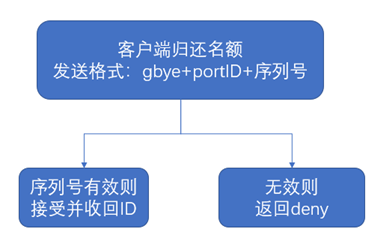 客户端归还名额
发送格式：gbye+portID+序列号
序列号有效则
接受并收回ID
无效则
返回deny